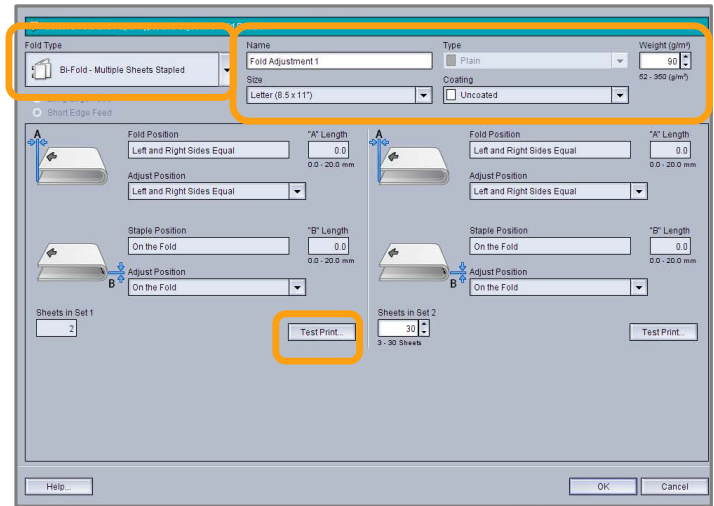 Fold Type
Bi-Fold - Multiple Sheets Stapled
Name
Fold Adjustment 1
Type
Plain
Weight (g/m²)
90
52 - 350 (g/m²)
Size
Letter (8.5 x 11")
Coating
Uncoated
Short Edge Feed
A
Fold Position
Left and Right Sides Equal
"A" Length
0.0
0.0 - 20.0 mm
Adjust Position
Left and Right Sides Equal
Staple Position
On the Fold
"B" Length
0.0
0.0 - 20.0 mm
B
Adjust Position
On the Fold
Sheets in Set 1
2
Test Print...
A
Fold Position
Left and Right Sides Equal
"A" Length
0.0
0.0 - 20.0 mm
Adjust Position
Left and Right Sides Equal
Staple Position
On the Fold
"B" Length
0.0
0.0 - 20.0 mm
B
Adjust Position
On the Fold
Sheets in Set 2
30
3 - 30 Sheets
Test Print...
Help...
OK
Cancel